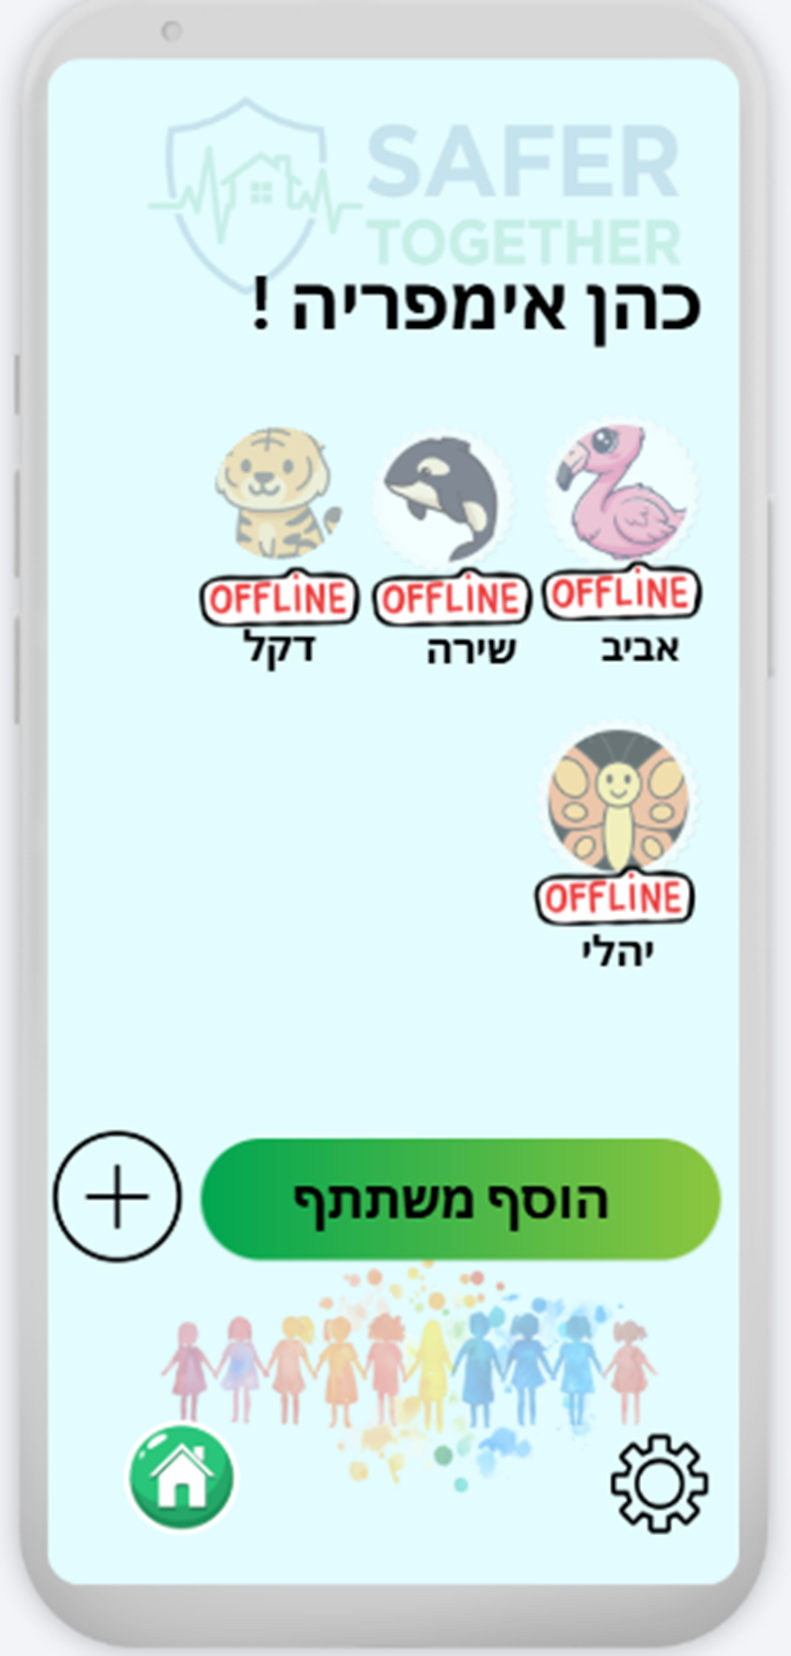 SAFER
TOGETHER
כהן אימפריה !
OFFLiNE OFFLiNE OFFLiNE
אביב שירה דקל
OFFLiNE
יהלי
הוסף משתתף